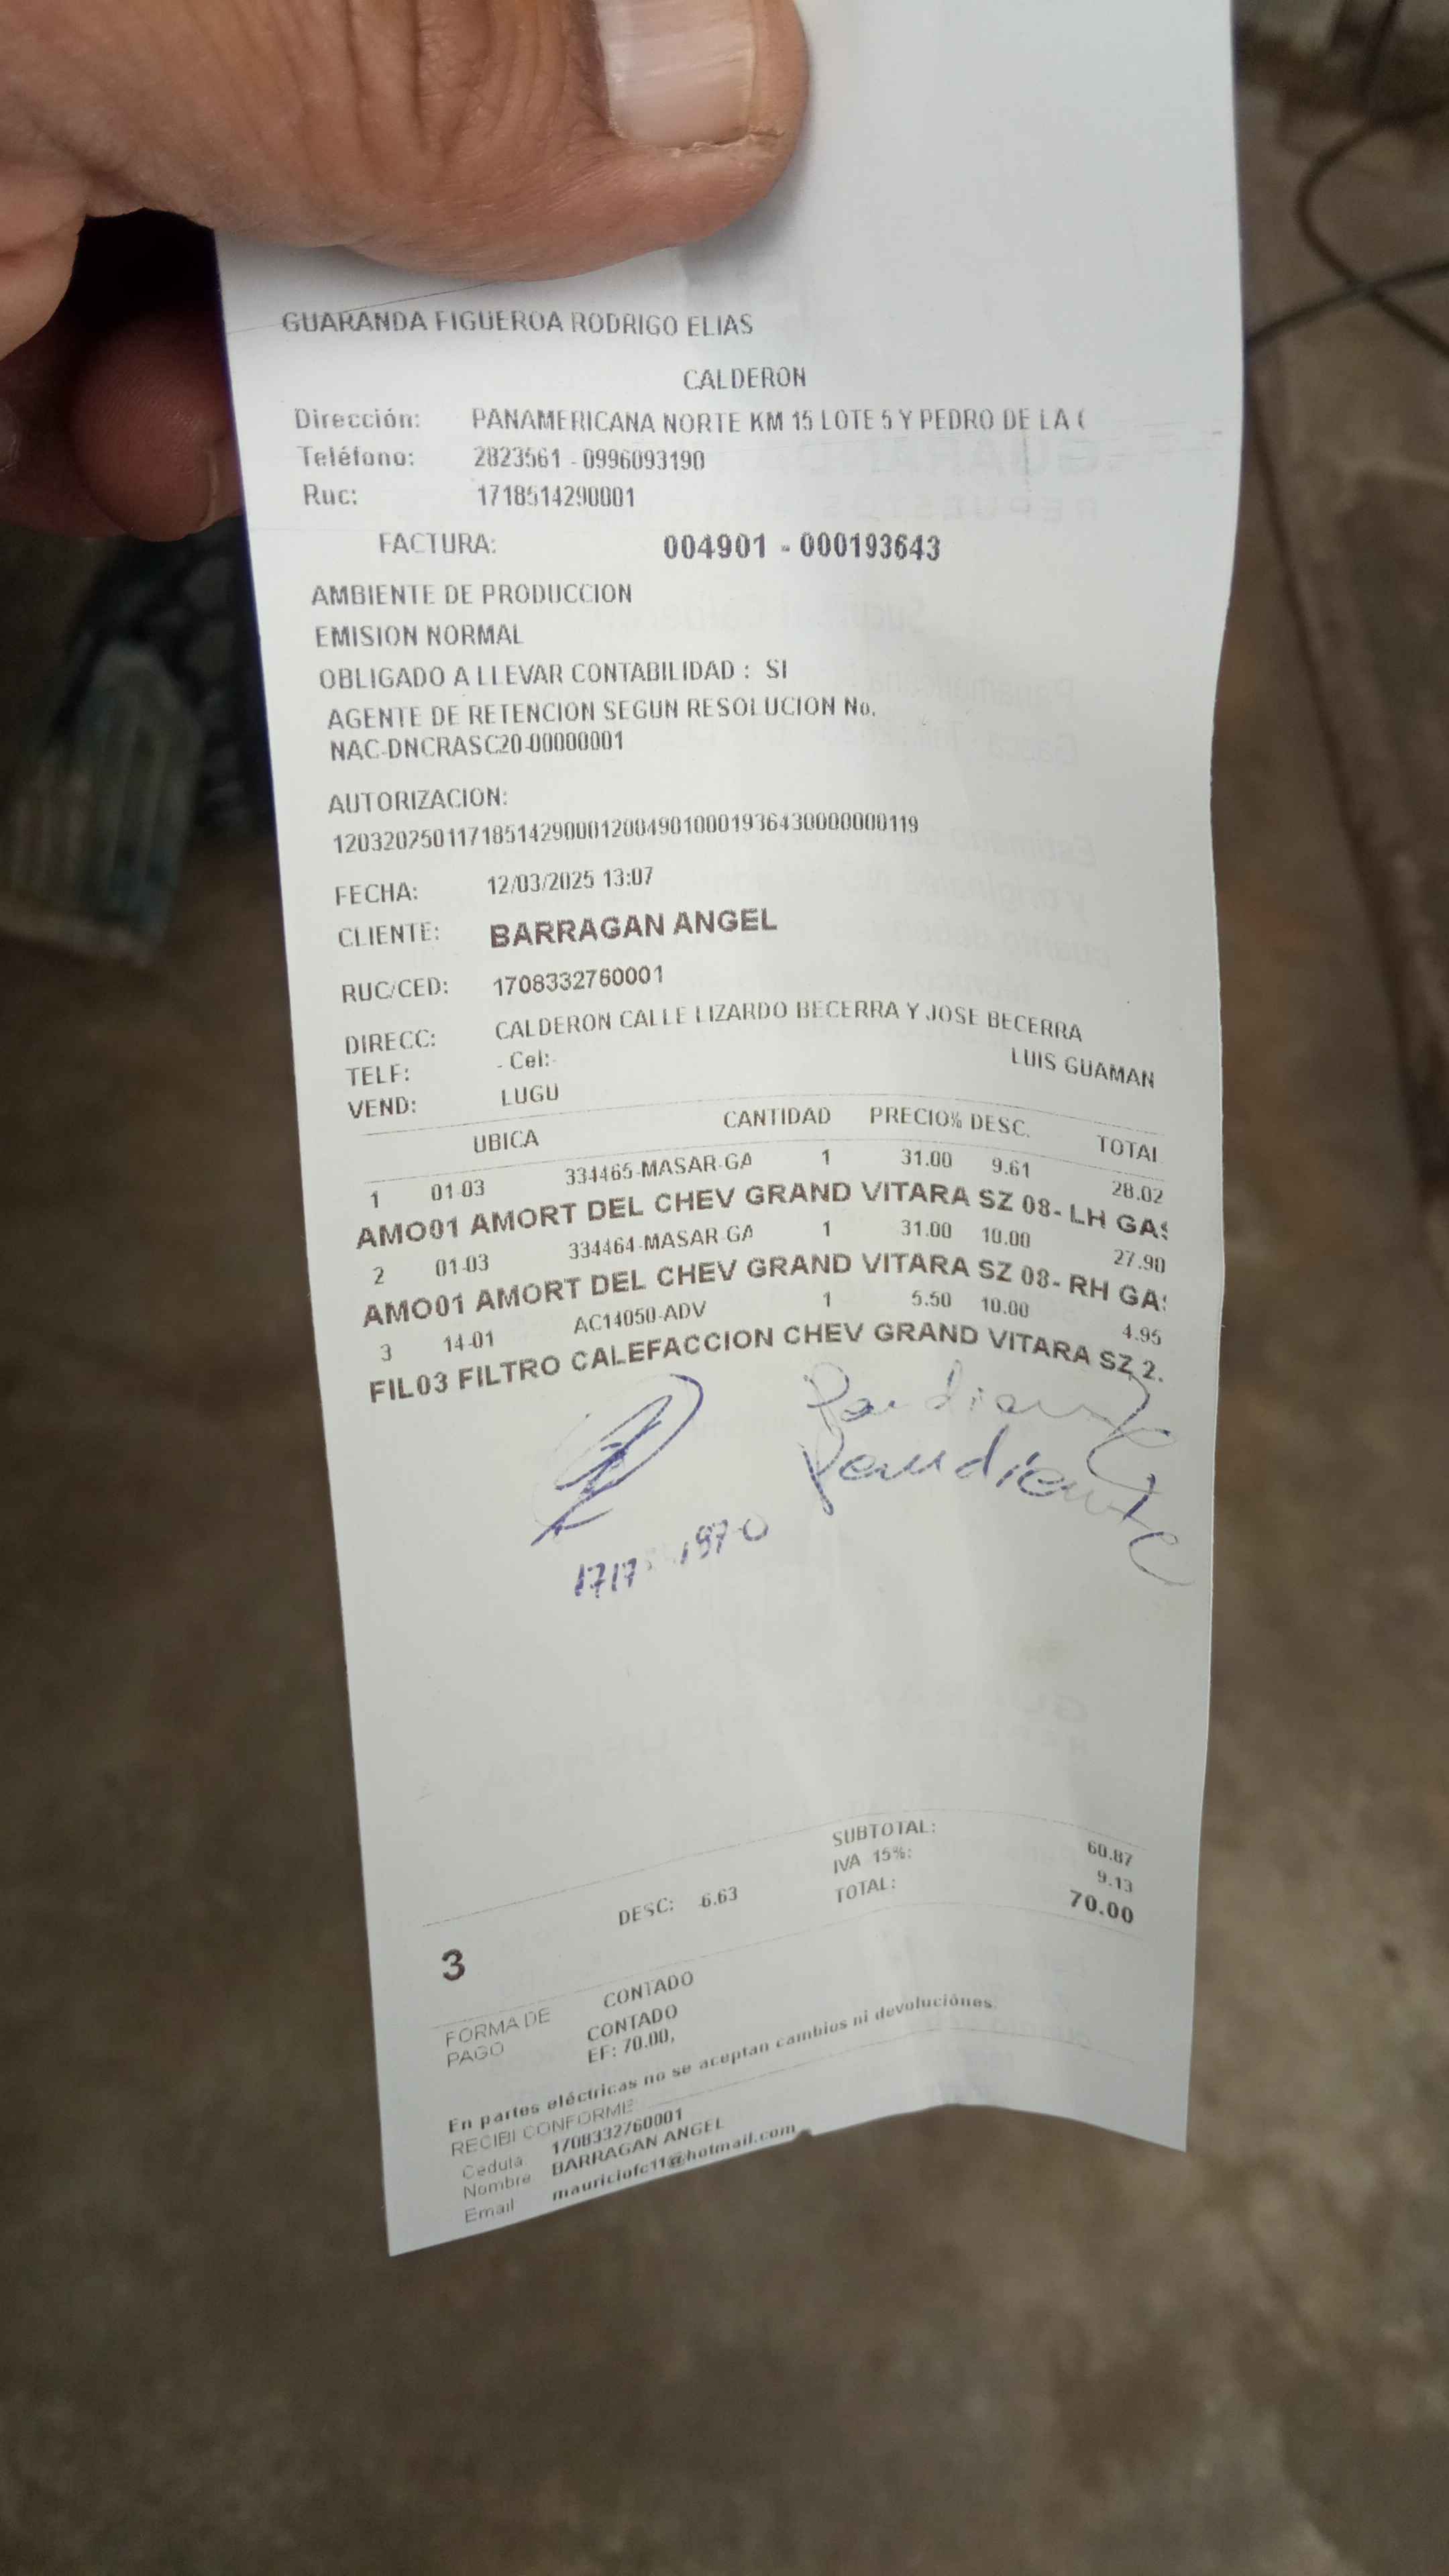 GUARANDA FIGUEROA RODRIGO ELIAS
CALDERON
Dirección: PANAMERICANA NORTE KM 15 LOTE 5 Y PEDRO DE LA (
Teléfono: 2823561 - 0996093190
Ruc: 1718514290001
FACTURA: 004901 - 000193643
AMBIENTE DE PRODUCCION
EMISION NORMAL
OBLIGADO A LLEVAR CONTABILIDAD : SI
AGENTE DE RETENCION SEGUN RESOLUCION No.
NAC-DNCRASC20-00000001
AUTORIZACION:
1203202501171851429000120049010001936430000000119
FECHA: 12/03/2025 13:07
CLIENTE: BARRAGAN ANGEL
RUC/CED: 1708332760001
DIRECC: CALDERON CALLE LIZARDO BECERRA Y JOSE BECERRA
TELF: - Cel:-
VEND: LUGU LUIS GUAMAN
UBICA CANTIDAD PRECIO% DESC. TOTAL
1 01-03 334465-MASAR-GA 1 31.00 9.61 28.02
AMO01 AMORT DEL CHEV GRAND VITARA SZ 08- LH GAS
2 01-03 334464-MASAR-GA 1 31.00 10.00 27.90
AMO01 AMORT DEL CHEV GRAND VITARA SZ 08- RH GAS
3 14-01 AC14050-ADV 1 5.50 10.00 4.95
FIL03 FILTRO CALEFACCION CHEV GRAND VITARA SZ 2.
Pendiente
Pendiente
SUBTOTAL: 60.87
IVA 15%: 9.13
DESC: 6.63 TOTAL: 70.00
3
FORMA DE PAGO CONTADO
CONTADO
EF: 70.00,
En partes eléctricas no se aceptan cambios ni devoluciónes
RECIBI CONFORME
Cedula 1708332760001
Nombre BARRAGAN ANGEL
Email mauriciofc11@hotmail.com